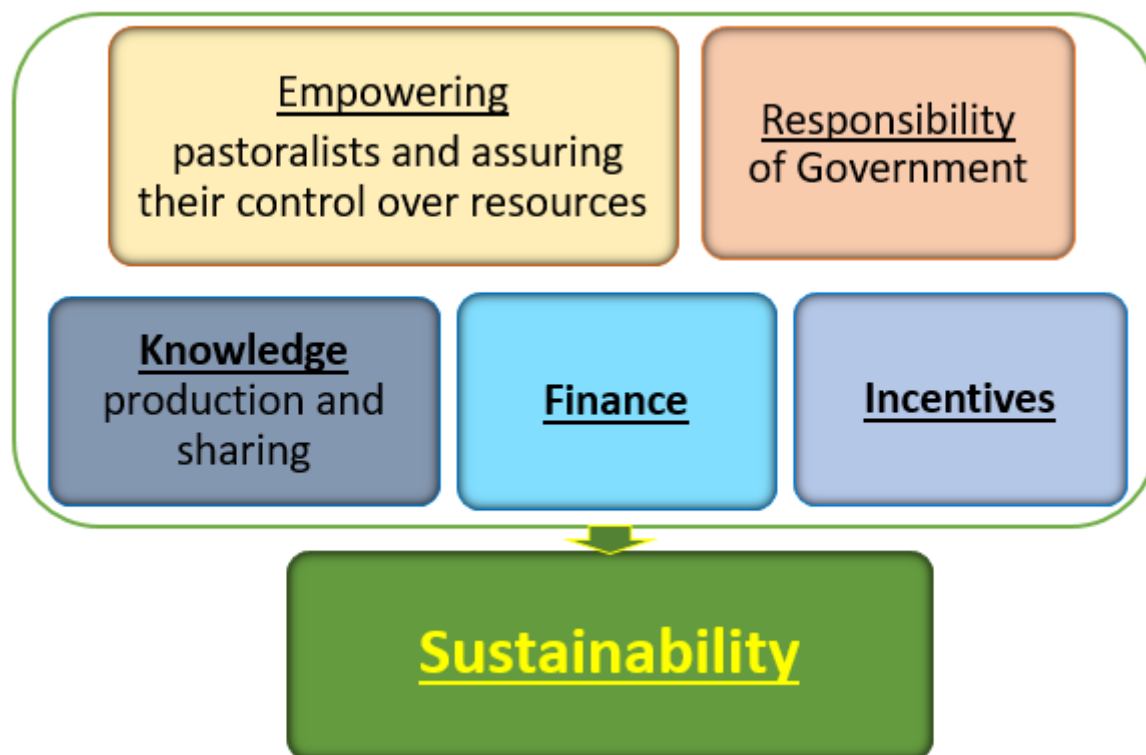 Empowering
pastoralists and assuring
their control over resources
Responsibility
of Government
Knowledge
production and
sharing
Finance
Incentives
Sustainability